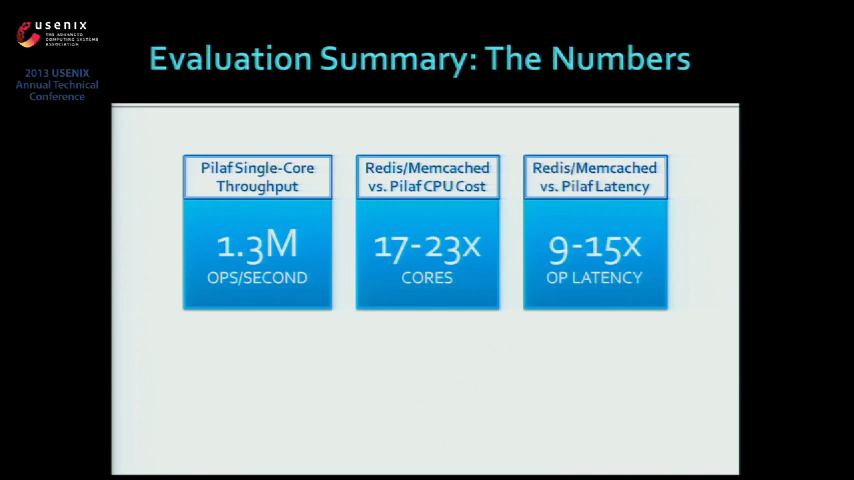 usenix
THE ADVANCED
COMPUTING SYSTEMS
ASSOCIATION
2013 USENIX
Annual Technical
Conference
Evaluation Summary: The Numbers
Pilaf Single-Core
Throughput
1.3M
OPS/SECOND
Redis/Memcached
vs. Pilaf CPU Cost
17-23x
CORES
Redis/Memcached
vs. Pilaf Latency
9-15x
OP LATENCY